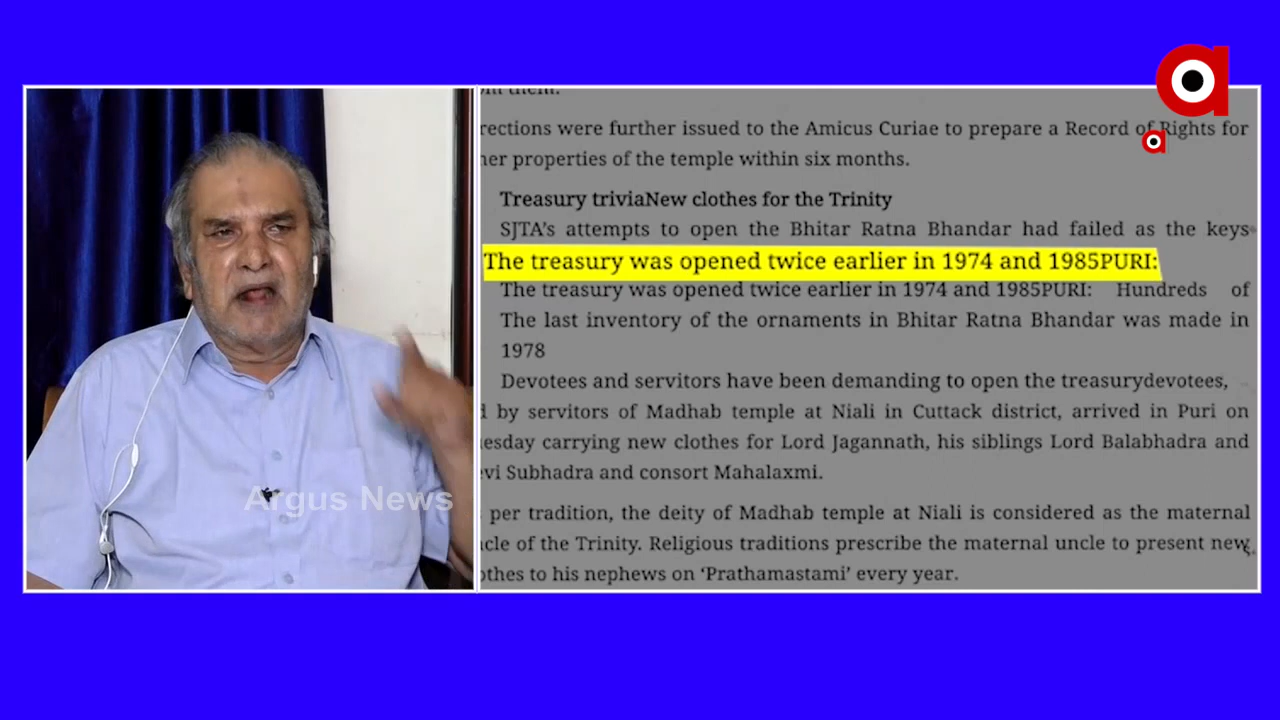 om them.
rections were further issued to the Amicus Curiae to prepare a Record of Rights for
her properties of the temple within six months.
Treasury triviaNew clothes for the Trinity
SJTA's attempts to open the Bhitar Ratna Bhandar had failed as the keys
The treasury was opened twice earlier in 1974 and 1985PURI:
The treasury was opened twice earlier in 1974 and 1985PURI: Hundreds of
The last inventory of the ornaments in Bhitar Ratna Bhandar was made in
1978
Devotees and servitors have been demanding to open the treasurydevotees,
d by servitors of Madhab temple at Niali in Cuttack district, arrived in Puri on
uesday carrying new clothes for Lord Jagannath, his siblings Lord Balabhadra and
evi Subhadra and consort Mahalaxmi.
s per tradition, the deity of Madhab temple at Niali is considered as the maternal
ncle of the Trinity. Religious traditions prescribe the maternal uncle to present new
othes to his nephews on ‘Prathamastami’ every year.
Argus News